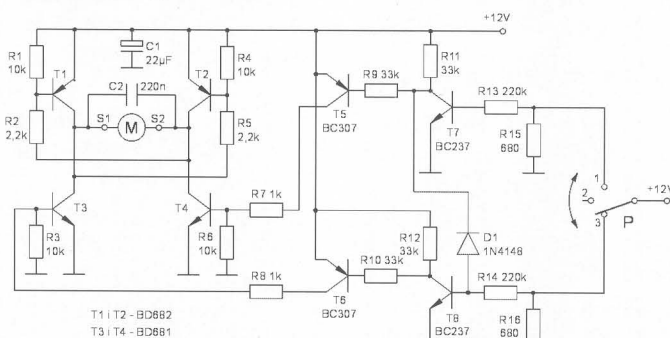 +12V
R1
10k
C1
22µF
R4
10k
R11
33k
T1
T2
C2
220n
R9 33k
R13 220k
R2
2,2k
S1
M
S2
R5
2,2k
T5
BC307
T7
BC237
R15
680
1
2
3
+12V
P
T3
T4
R7 1k
R3
10k
R6
10k
R12
33k
D1
1N4148
R8 1k
R10 33k
R14 220k
T6
BC307
T8
BC237
R16
680
T1 i T2 - BD682
T3 i T4 - BD681